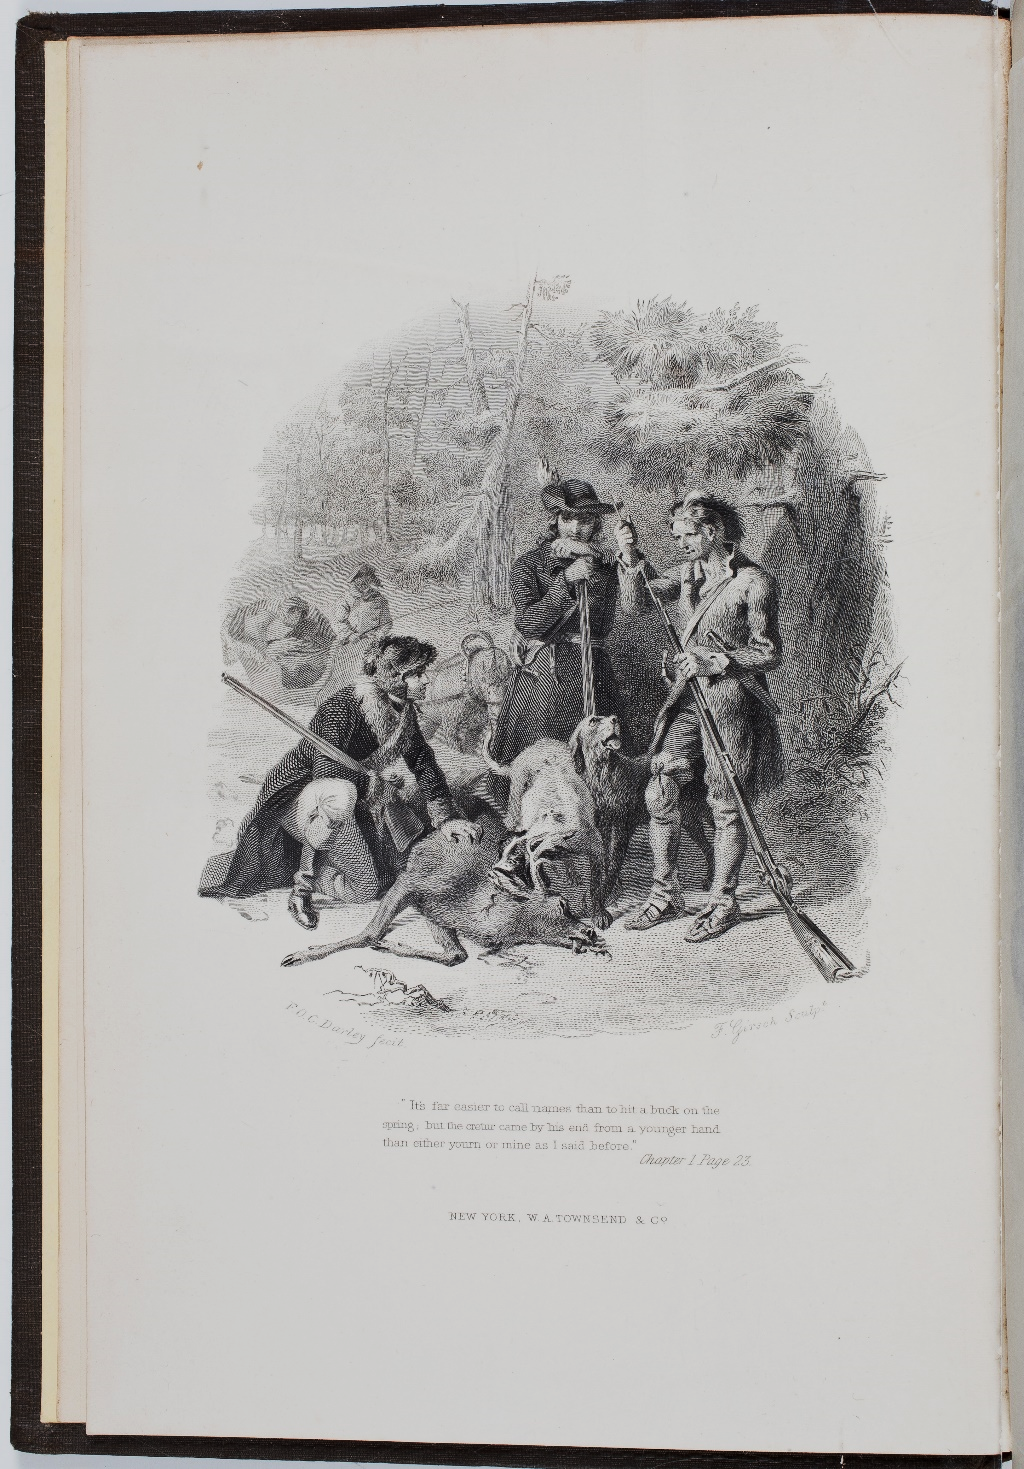 F.O.C. Darley fecit
F. Girsch Sculpt.
"It's far easier to call names than to hit a buck on the
spring; but the cretur came by his end from a younger hand
than either yourn or mine as I said before."
Chapter 1 Page 23.
NEW YORK, W. A. TOWNSEND & Co